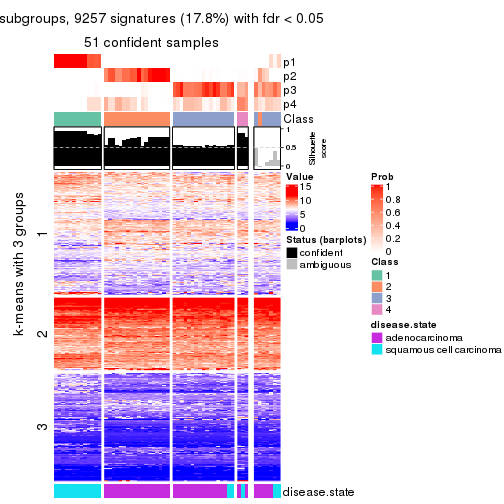 subgroups, 9257 signatures (17.8%) with fdr < 0.05
51 confident samples
p1
p2
p3
p4
Class
1
0.5
0
Silhouette
score
k-means with 3 groups
1
2
3
disease.state
Value
15
10
5
0
Status (barplots)
confident
ambiguous
Prob
1
0.8
0.6
0.4
0.2
0
Class
1
2
3
4
disease.state
adenocarcinoma
squamous cell carcinoma